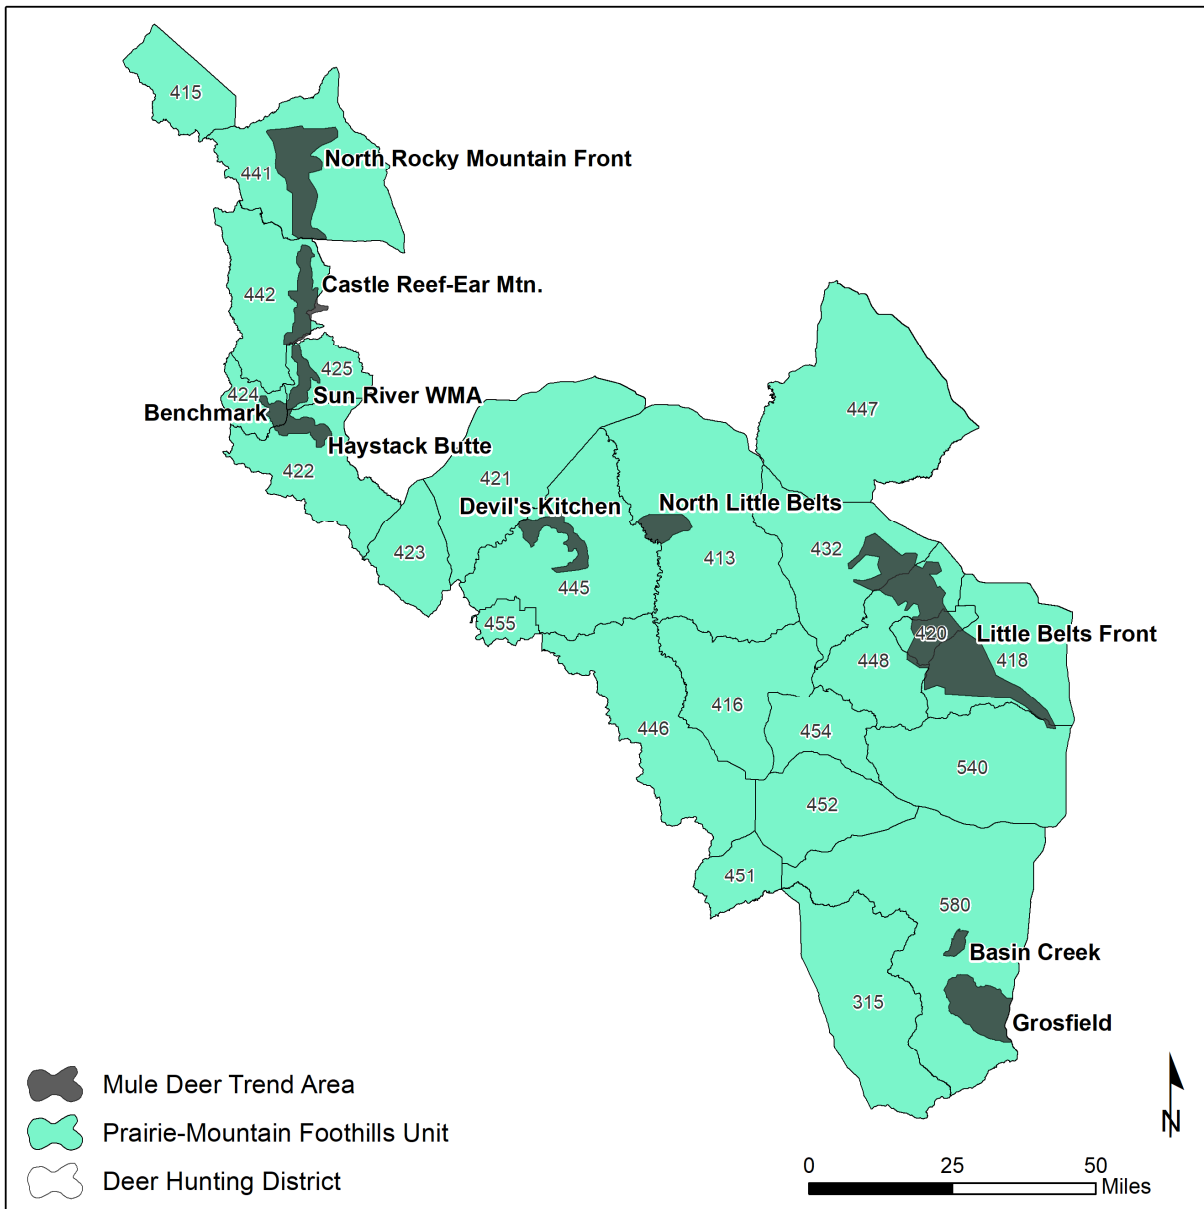 415
North Rocky Mountain Front
441
Castle Reef-Ear Mtn.
442
425
424
Sun River WMA
Benchmark
447
Haystack Butte
422
421
Devil's Kitchen
North Little Belts
432
423
413
445
455
420
Little Belts Front
448
418
416
446
454
540
452
451
580
Basin Creek
315
Grosfield
Mule Deer Trend Area
Prairie-Mountain Foothills Unit
Deer Hunting District
N
0 25 50
Miles